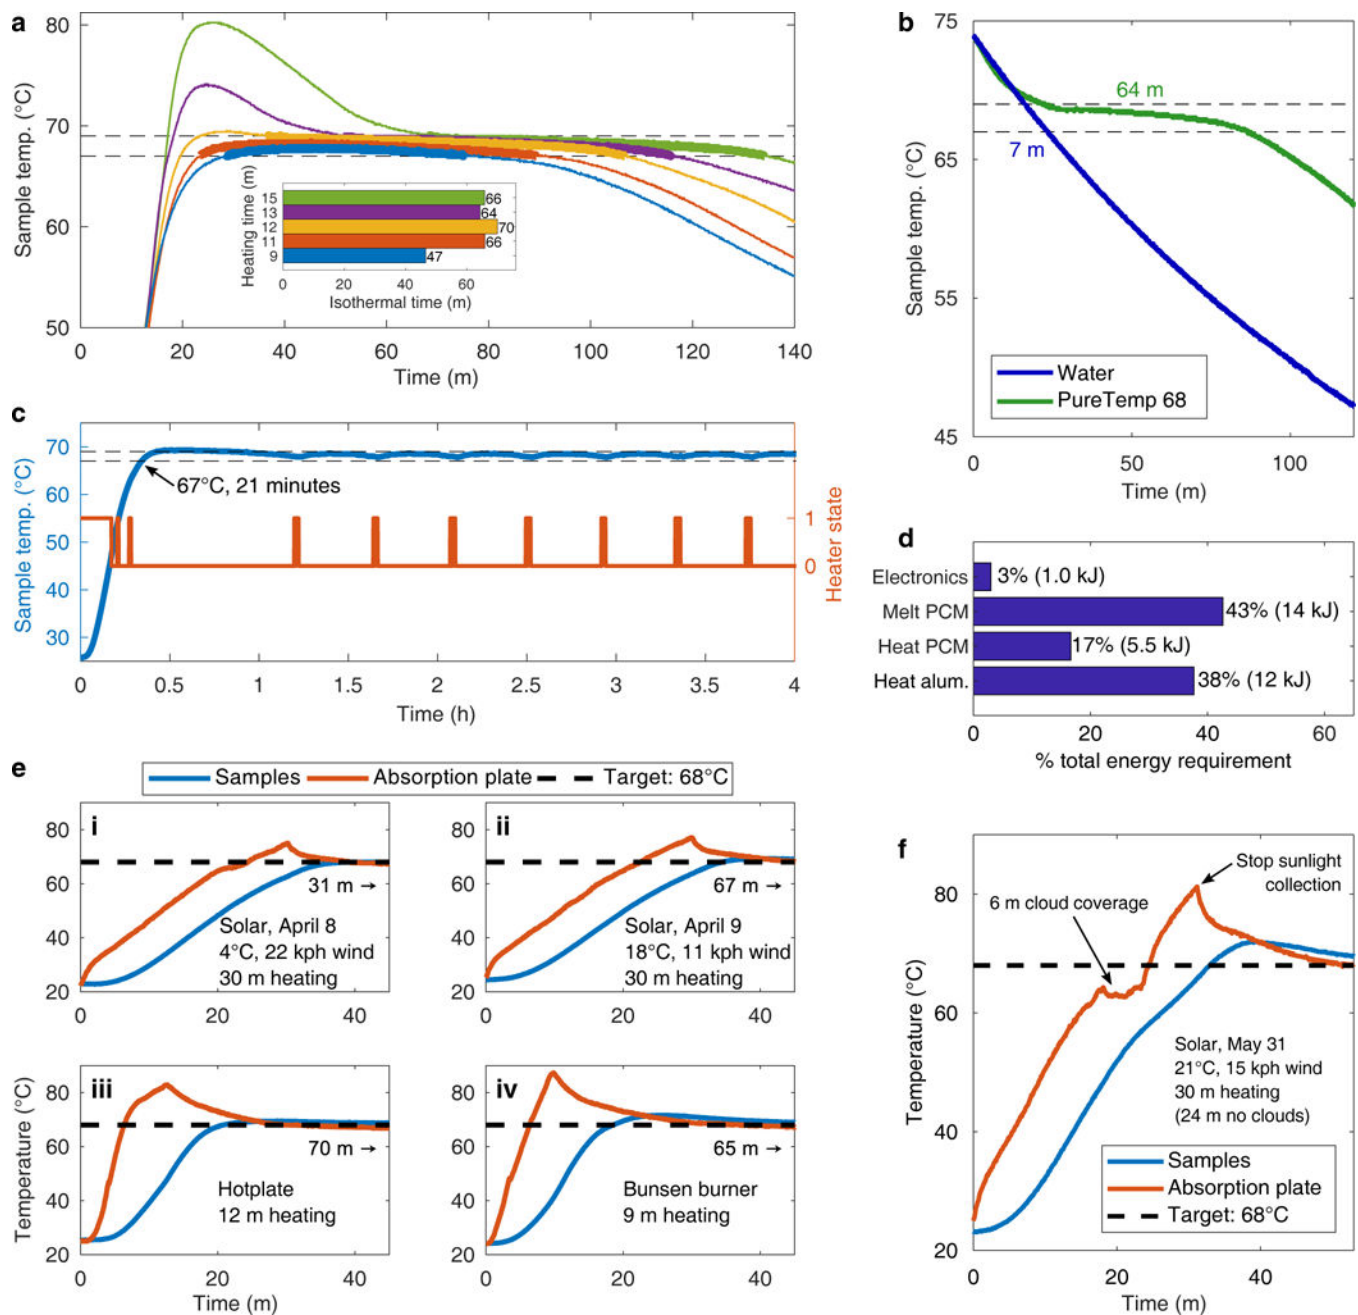 a
80
70
60
50
Sample temp. (°C)
0
20
40
60
80
100
120
140
Time (m)
Heating time (m)
15
13
12
11
9
66
64
70
66
47
0
20
40
60
Isothermal time (m)
b
75
65
55
45
Sample temp. (°C)
64 m
7 m
Water
PureTemp 68
0
50
100
Time (m)
c
70
60
50
40
30
Sample temp. (°C)
67°C, 21 minutes
1
0
Heater state
0
0.5
1
1.5
2
2.5
3
3.5
4
Time (h)
d
Electronics
3% (1.0 kJ)
Melt PCM
43% (14 kJ)
Heat PCM
17% (5.5 kJ)
Heat alum.
38% (12 kJ)
0
20
40
60
% total energy requirement
e
Samples
Absorption plate
Target: 68°C
i
80
60
40
20
31 m →
Solar, April 8
4°C, 22 kph wind
30 m heating
0
20
40
ii
80
60
40
20
67 m →
Solar, April 9
18°C, 11 kph wind
30 m heating
0
20
40
iii
80
60
40
20
Temperature (°C)
70 m →
Hotplate
12 m heating
0
20
40
Time (m)
iv
80
60
40
20
65 m →
Bunsen burner
9 m heating
0
20
40
Time (m)
f
80
60
40
20
Temperature (°C)
Stop sunlight
collection
6 m cloud coverage
Solar, May 31
21°C, 15 kph wind
30 m heating
(24 m no clouds)
Samples
Absorption plate
Target: 68°C
0
20
40
Time (m)